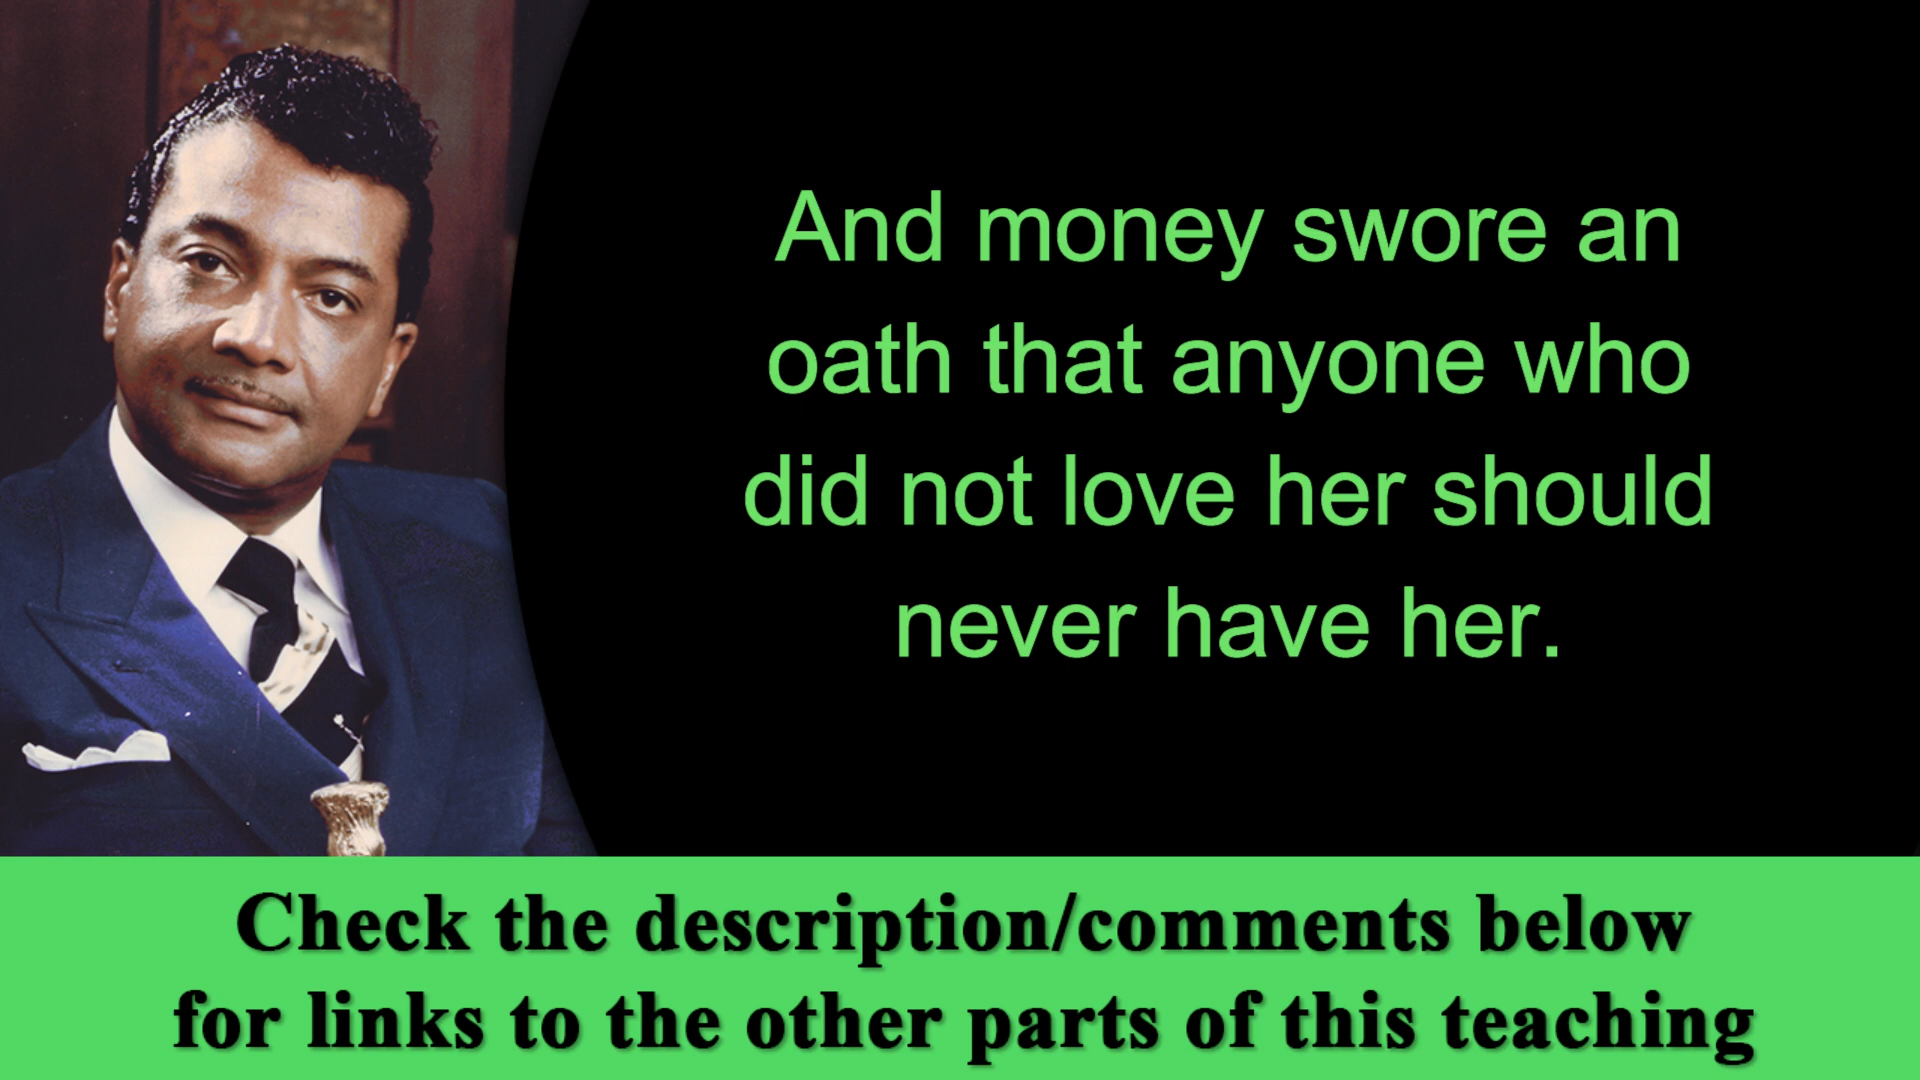 And money swore an
oath that anyone who
did not love her should
never have her.
Check the description/comments below
for links to the other parts of this teaching